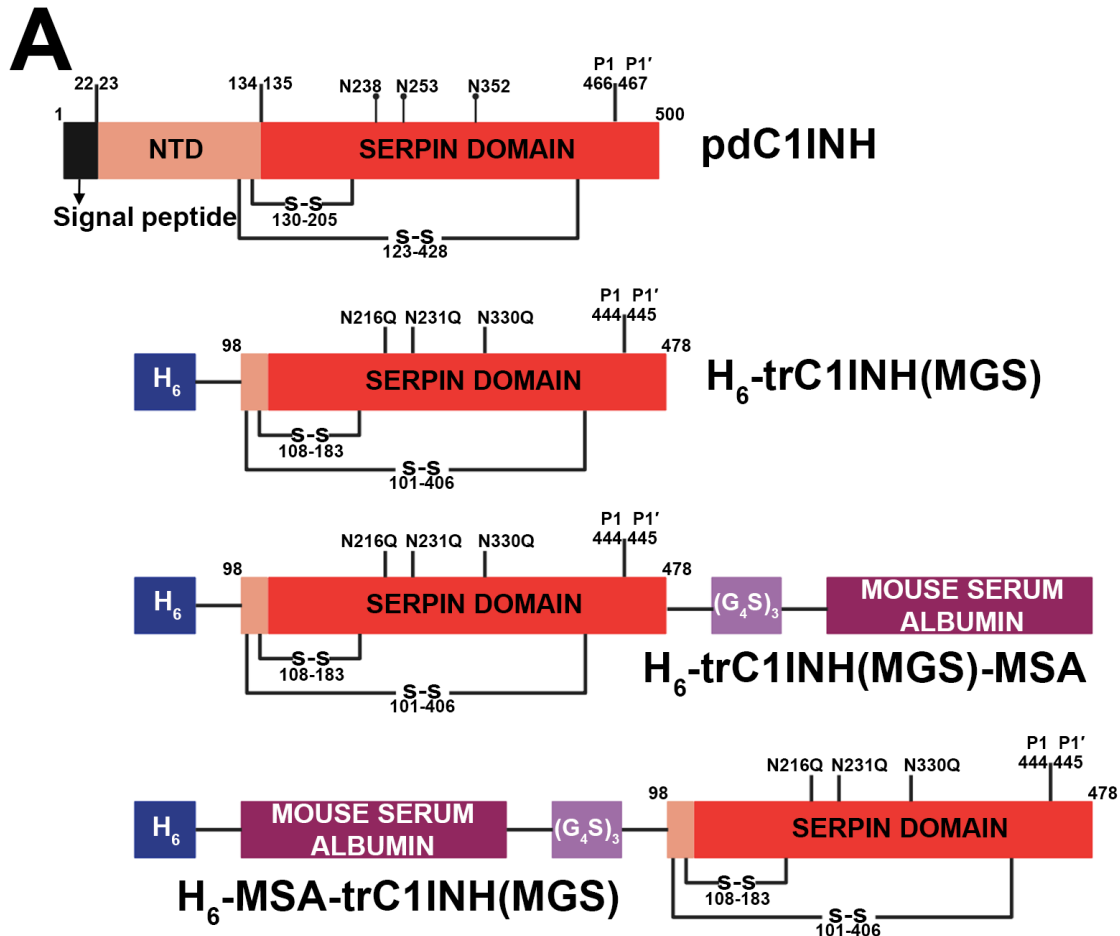 A
P1 P1′
22 23 134 135 N238 N253 N352 466 467
1 500
NTD SERPIN DOMAIN pdC1INH
Signal peptide
S-S
130-205
S-S
123-428
P1 P1′
N216Q N231Q N330Q 444 445
98 478
H6 SERPIN DOMAIN H6-trC1INH(MGS)
S-S
108-183
S-S
101-406
P1 P1′
N216Q N231Q N330Q 444 445
98 478
H6 SERPIN DOMAIN (G4S)3 MOUSE SERUM
ALBUMIN
S-S
108-183
S-S
101-406
H6-trC1INH(MGS)-MSA
P1 P1′
N216Q N231Q N330Q 444 445
98 478
H6 MOUSE SERUM
ALBUMIN (G4S)3 SERPIN DOMAIN
H6-MSA-trC1INH(MGS)
S-S
108-183
S-S
101-406